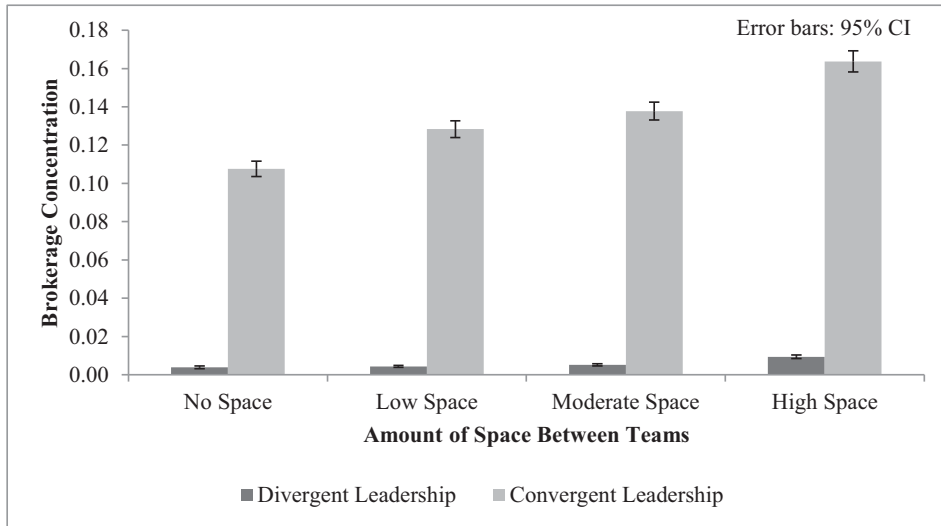 Error bars: 95% CI
Brokerage Concentration
0.18
0.16
0.14
0.12
0.10
0.08
0.06
0.04
0.02
0.00
No Space Low Space Moderate Space High Space
Amount of Space Between Teams
Divergent Leadership Convergent Leadership